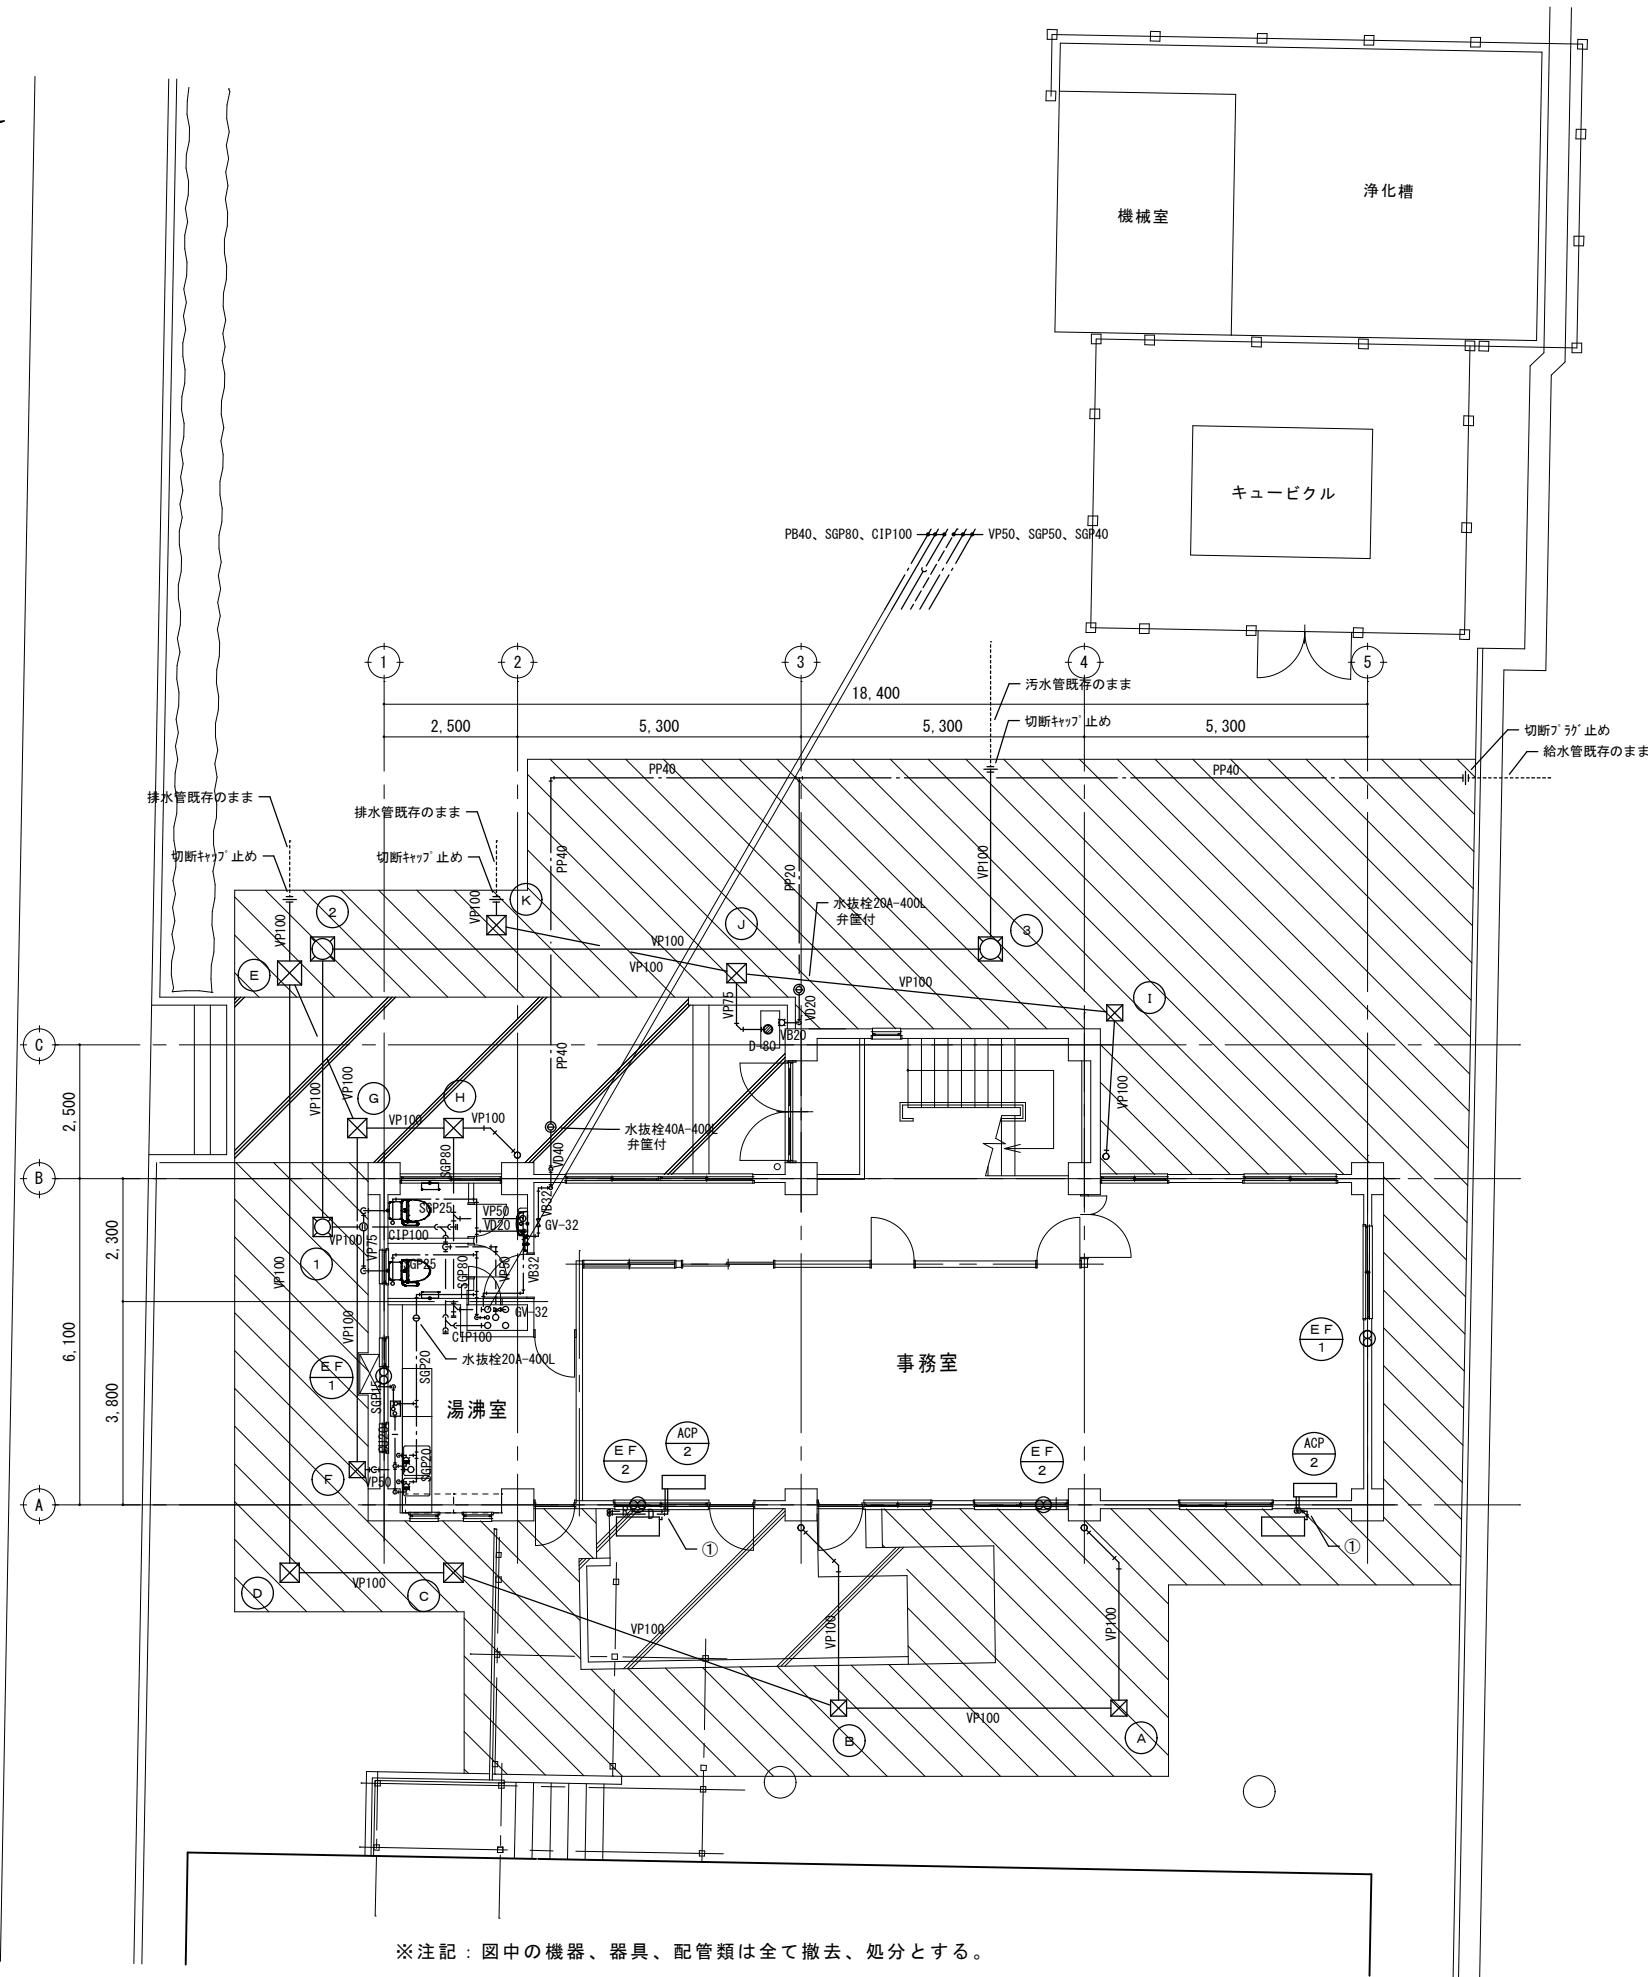 浄化槽
機械室
キュービクル
PB40、SGP80、CIP100
VP50、SGP50、SGP40
1
2
3
4
5
汚水管既存のまま
18,400
切断ｷｬｯﾌﾟ止め
2,500
5,300
5,300
5,300
切断ﾌﾟﾗｸﾞ止め
給水管既存のまま
PP40
PP40
排水管既存のまま
排水管既存のまま
切断ｷｬｯﾌﾟ止め
切断ｷｬｯﾌﾟ止め
PP40
PP20
VP100
水抜栓20A-400L
弁筐付
K
2
J
3
VP100
VP100
VP100
VP100
E
VP100
I
VP75
VD20
VB20
D-80
C
PP40
VP100
VP100
VP100
G
H
VP100
VP100
2,500
水抜栓40A-400L
弁筐付
SGP80
VD40
B
VB32
SGP25
VP50
VD20
GV-32
VP100
CIP100
VP75
1
SGP25
SGP80
VP50
VB32
2,300
VP100
GV-32
CIP100
VP100
水抜栓20A-400L
6,100
EF
1
EF
1
SGP20
SGP15
事務室
3,800
湯沸室
ACP
2
EF
2
EF
2
ACP
2
SGP20
F
VP50
A
D
①
①
VP100
D
C
VP100
VP100
VP100
VP100
B
A
※注記：図中の機器、器具、配管類は全て撤去、処分とする。